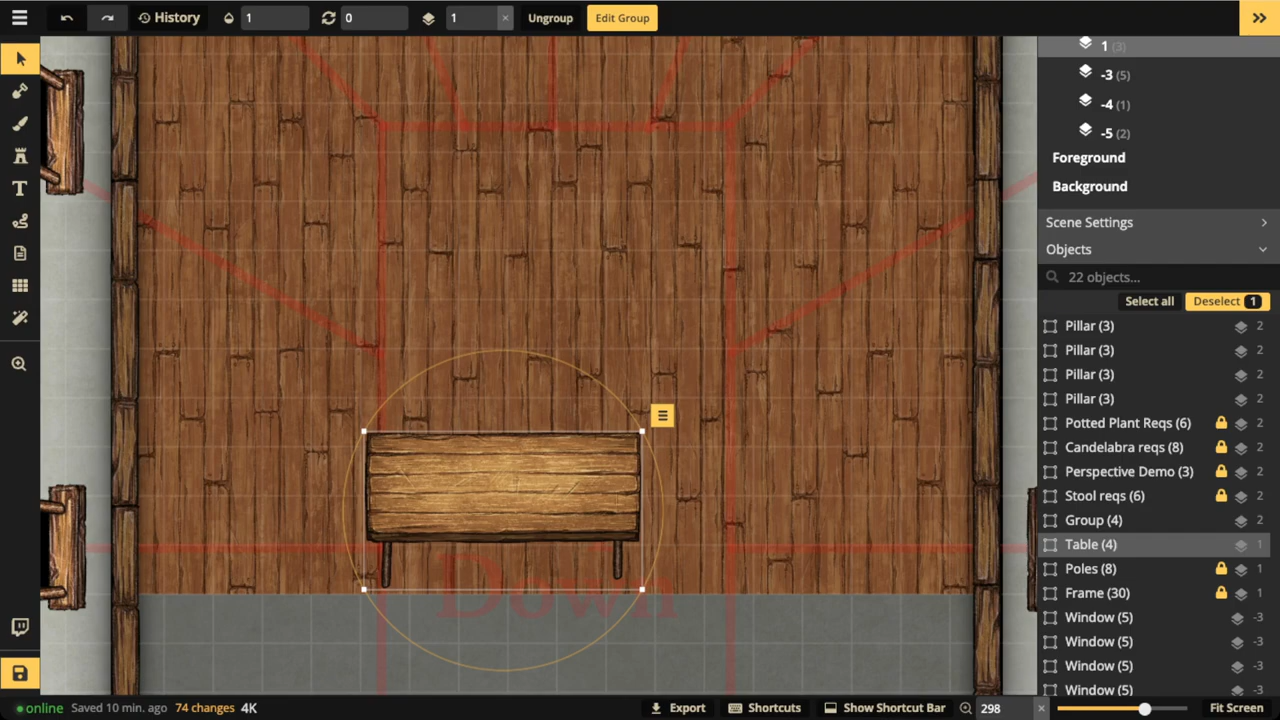 History
1
0
1
×
Ungroup
Edit Group
1 (3)
-3 (5)
-4 (1)
-5 (2)
Foreground
Background
Scene Settings
Objects
22 objects...
Select all
Deselect 1
Pillar (3) 2
Pillar (3) 2
Pillar (3) 2
Pillar (3) 2
Potted Plant Reqs (6) 2
Candelabra reqs (8) 2
Perspective Demo (3) 2
Stool reqs (6) 2
Group (4) 2
Table (4) 1
Poles (8) 1
Frame (30) 1
Window (5) -3
Window (5) -3
Window (5) -3
Window (5) -3
Down
online Saved 10 min. ago 74 changes 4K
Export
Shortcuts
Show Shortcut Bar
298
×
Fit Screen